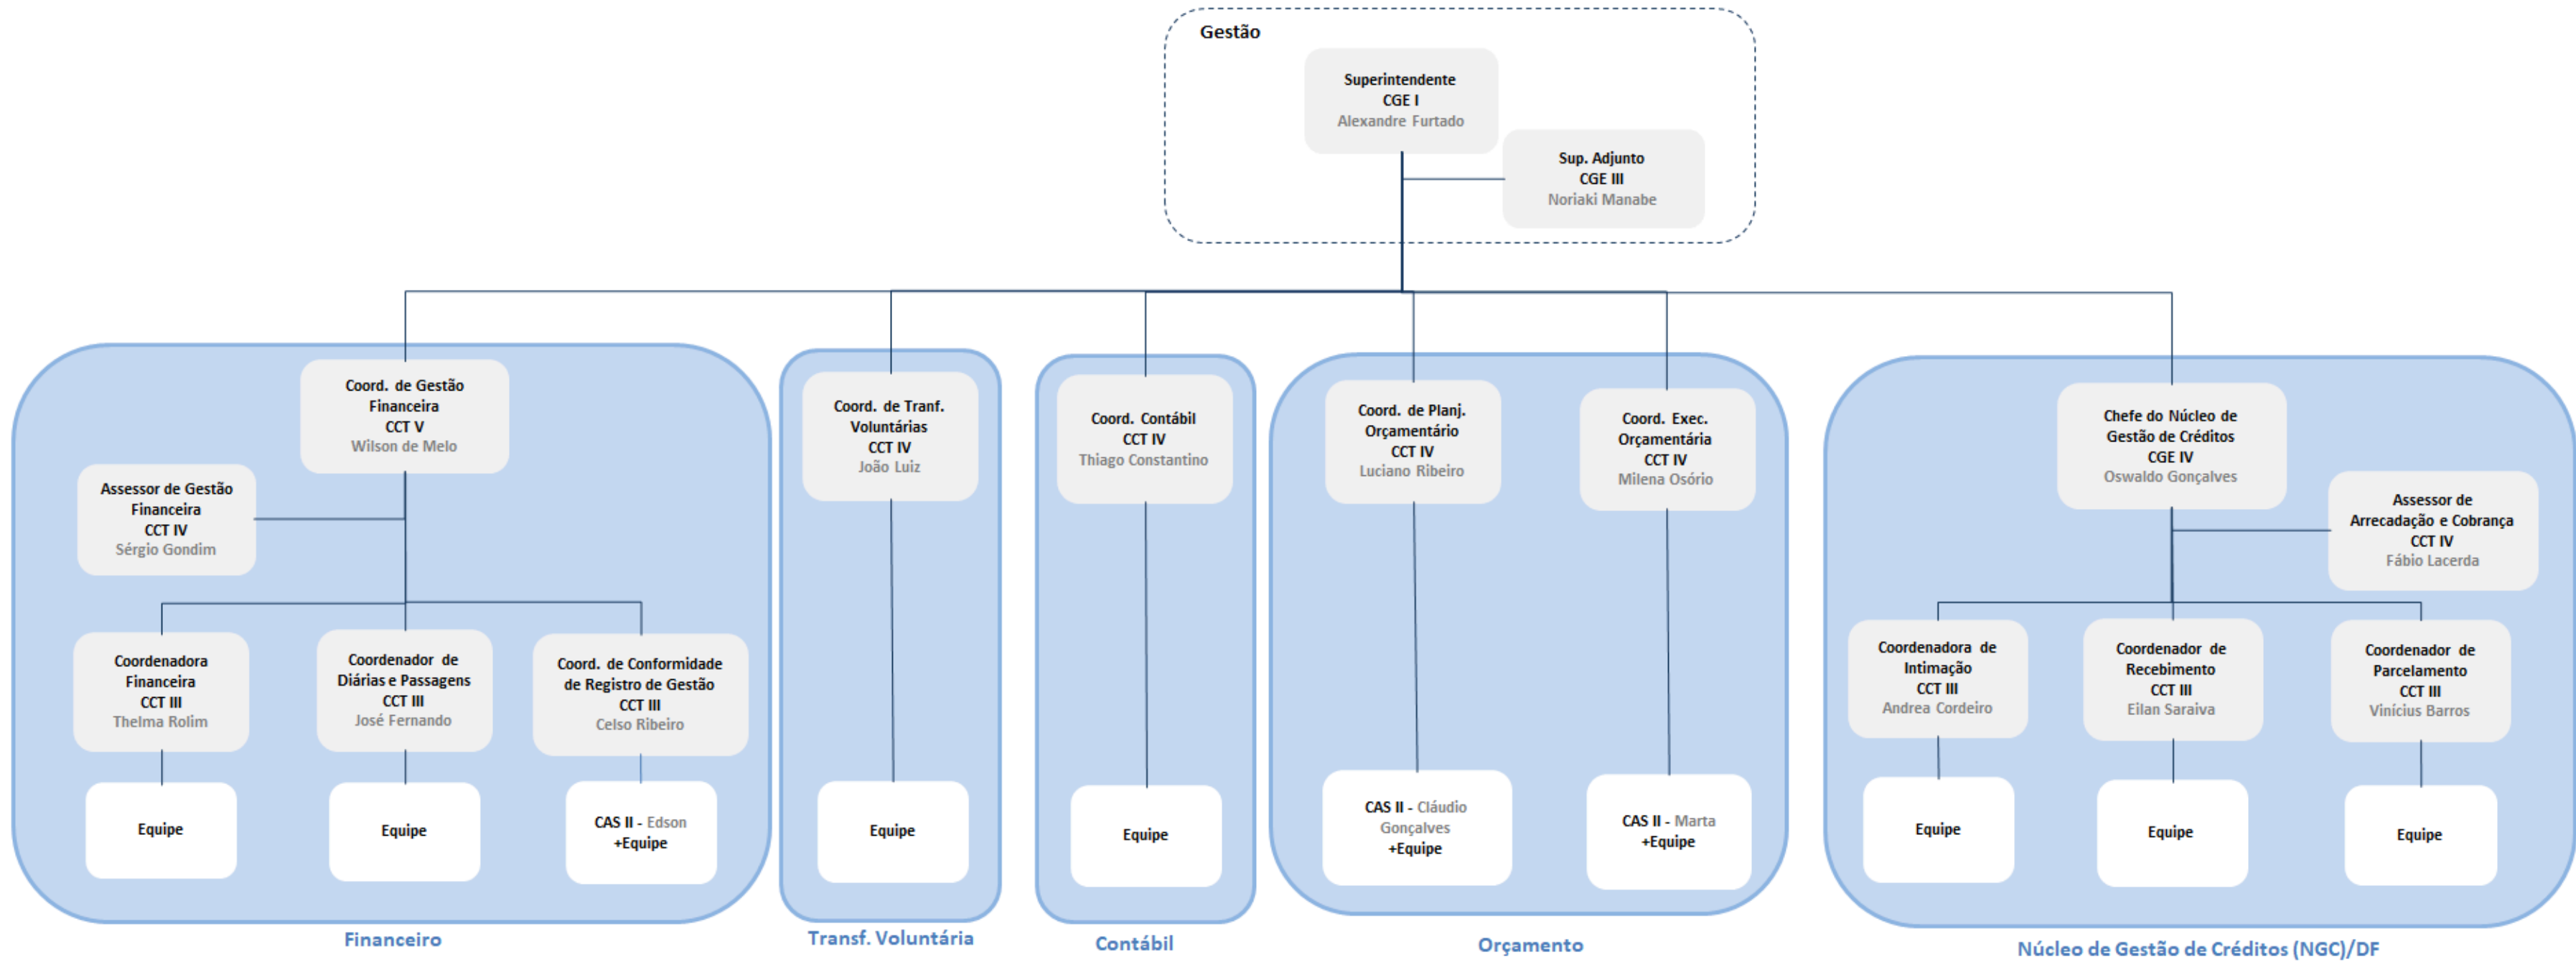 Gestão
Superintendente
CGE I
Alexandre Furtado
Sup. Adjunto
CGE III
Noriaki Manabe
Coord. de Gestão
Financeira
CCT V
Wilson de Melo
Assessor de Gestão
Financeira
CCT IV
Sérgio Gondim
Coordenadora
Financeira
CCT III
Thelma Rolim
Equipe
Coordenador de
Diárias e Passagens
CCT III
José Fernando
Equipe
Coord. de Conformidade
de Registro de Gestão
CCT III
Celso Ribeiro
CAS II - Edson
+Equipe
Financeiro
Coord. de Tranf.
Voluntárias
CCT IV
João Luiz
Equipe
Transf. Voluntária
Coord. Contábil
CCT IV
Thiago Constantino
Equipe
Contábil
Coord. de Planj.
Orçamentário
CCT IV
Luciano Ribeiro
CAS II - Cláudio
Gonçalves
+Equipe
Coord. Exec.
Orçamentária
CCT IV
Milena Osório
CAS II - Marta
+Equipe
Orçamento
Chefe do Núcleo de
Gestão de Créditos
CGE IV
Oswaldo Gonçalves
Assessor de
Arrecadação e Cobrança
CCT IV
Fábio Lacerda
Coordenadora de
Intimação
CCT III
Andrea Cordeiro
Equipe
Coordenador de
Recebimento
CCT III
Eilan Saraiva
Equipe
Coordenador de
Parcelamento
CCT III
Vinícius Barros
Equipe
Núcleo de Gestão de Créditos (NGC)/DF